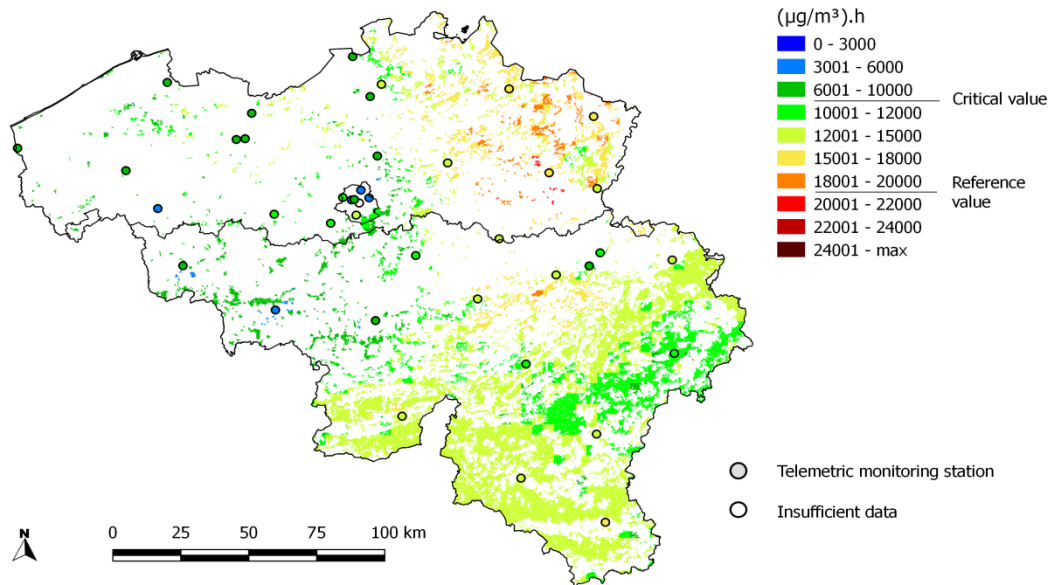 (µg/m³).h
0 - 3000
3001 - 6000
6001 - 10000
Critical value
10001 - 12000
12001 - 15000
15001 - 18000
18001 - 20000
Reference
value
20001 - 22000
22001 - 24000
24001 - max
Telemetric monitoring station
Insufficient data
N
0 25 50 75 100 km